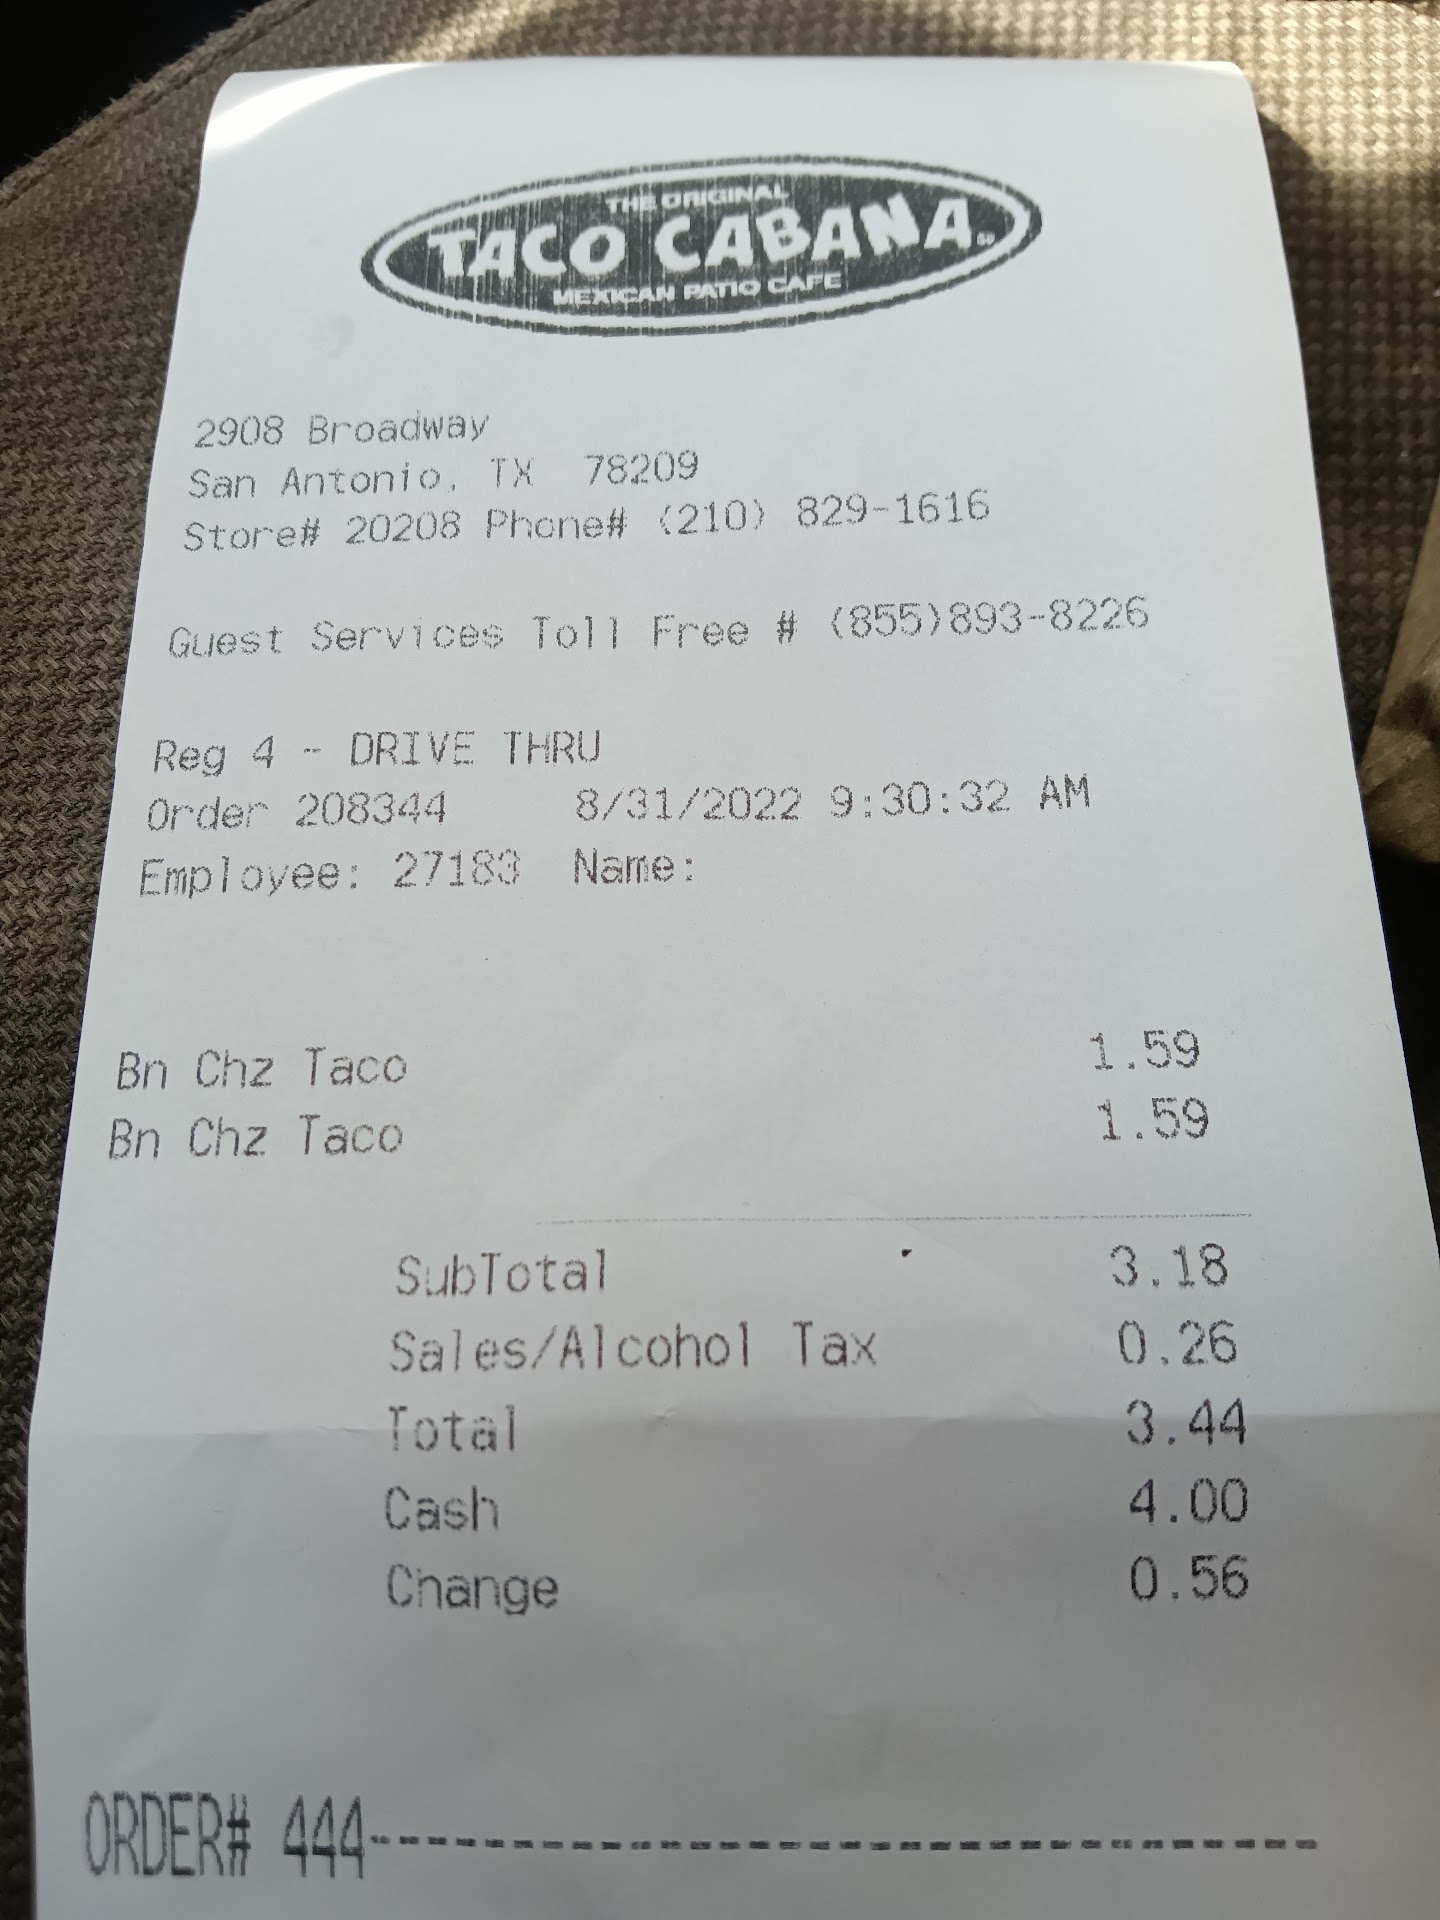 THE ORIGINAL
TACO CABANA
MEXICAN PATIO CAFE
2908 Broadway
San Antonio, TX 78209
Store# 20208 Phone# (210) 829-1616
Guest Services Toll Free # (855)893-8226
Reg 4 - DRIVE THRU
Order 208344 8/31/2022 9:30:32 AM
Employee: 27183 Name:
Bn Chz Taco 1.59
Bn Chz Taco 1.59
SubTotal 3.18
Sales/Alcohol Tax 0.26
Total 3.44
Cash 4.00
Change 0.56
ORDER# 444-----------------------------------